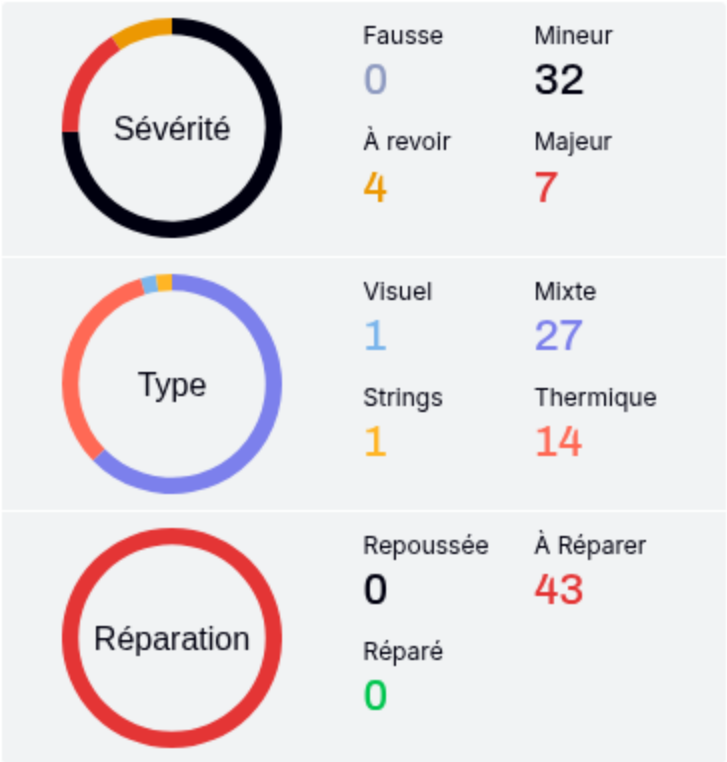 Sévérité
Fausse
Mineur
0
32
À revoir
Majeur
4
7
Type
Visuel
Mixte
1
27
Strings
Thermique
1
14
Réparation
Repoussée
À Réparer
0
43
Réparé
0